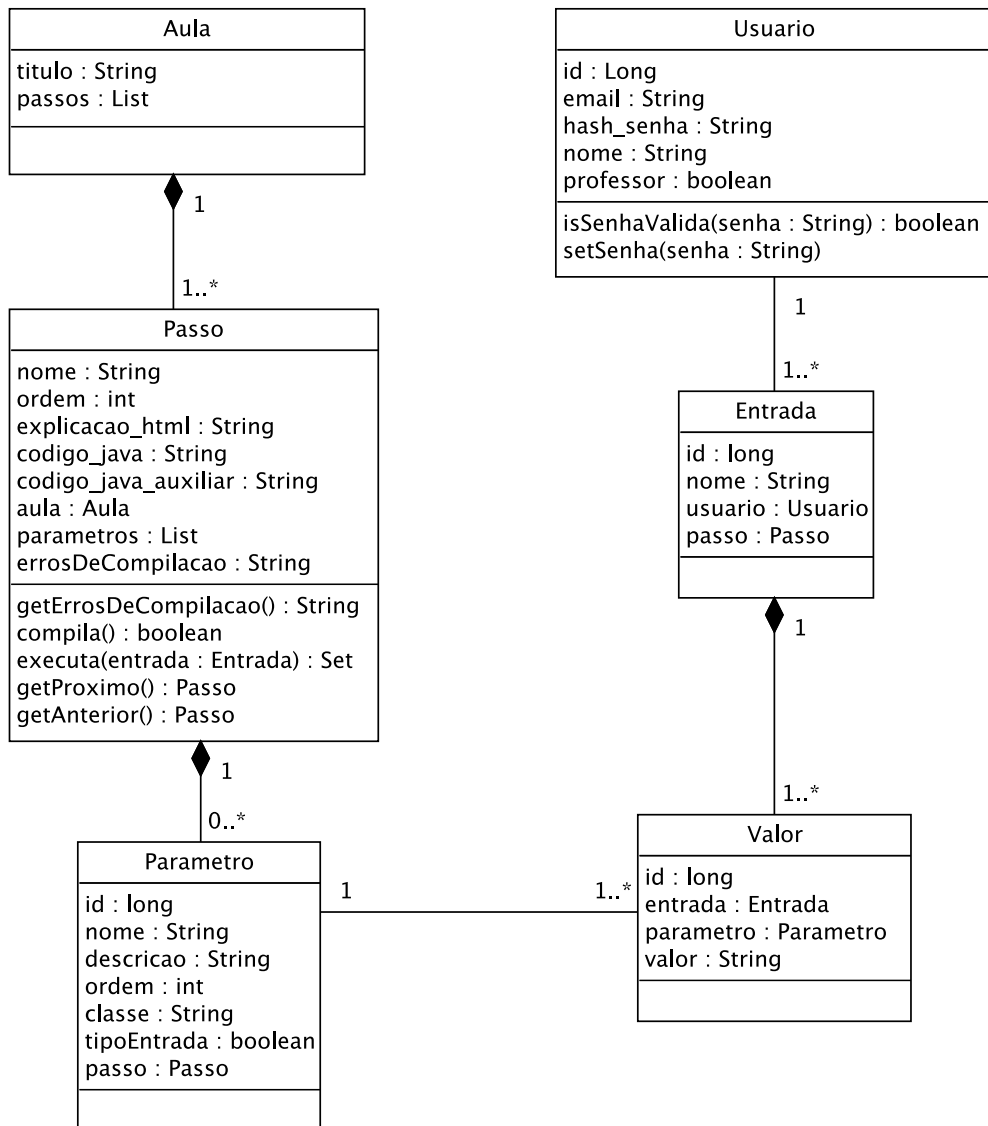 Aula
titulo : String
passos : List
1
1..*
Passo
nome : String
ordem : int
explicacao_html : String
codigo_java : String
codigo_java_auxiliar : String
aula : Aula
parametros : List
errosDeCompilacao : String
getErrosDeCompilacao() : String
compila() : boolean
executa(entrada : Entrada) : Set
getProximo() : Passo
getAnterior() : Passo
1
0..*
Parametro
id : long
nome : String
descricao : String
ordem : int
classe : String
tipoEntrada : boolean
passo : Passo
1
1..*
Usuario
id : Long
email : String
hash_senha : String
nome : String
professor : boolean
isSenhaValida(senha : String) : boolean
setSenha(senha : String)
1
1..*
Entrada
id : long
nome : String
usuario : Usuario
passo : Passo
1
1..*
Valor
id : long
entrada : Entrada
parametro : Parametro
valor : String